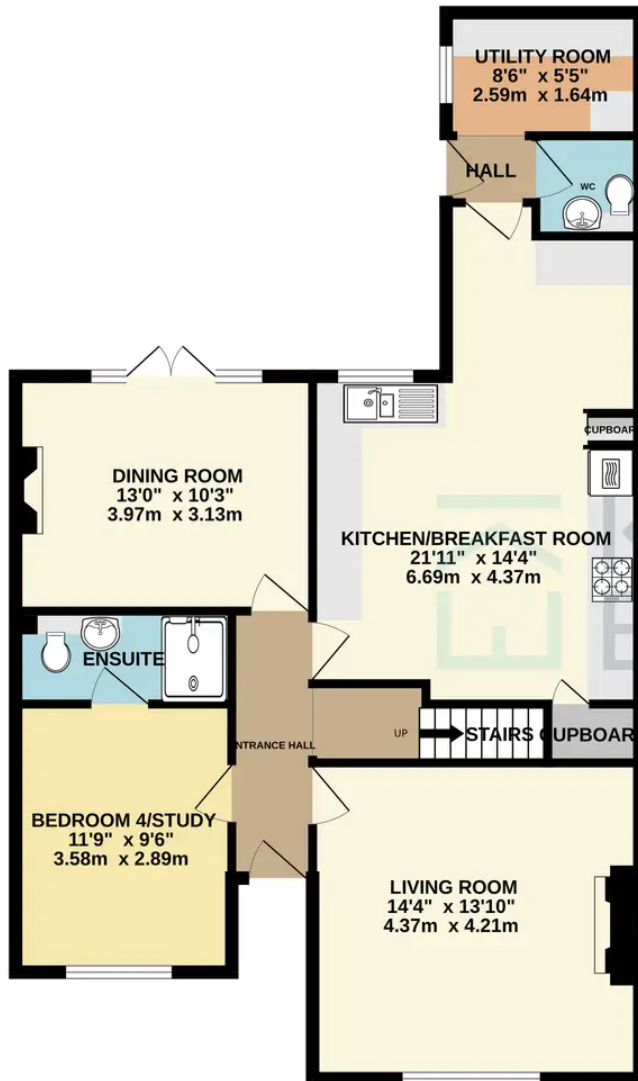 UTILITY ROOM
8'6" x 5'5"
2.59m x 1.64m
HALL
WC
CUPBOAR
DINING ROOM
13'0" x 10'3"
3.97m x 3.13m
KITCHEN/BREAKFAST ROOM
21'11" x 14'4"
6.69m x 4.37m
ENSUITE
UP
STAIRS
CUPBOAR
NTRANCE HALL
BEDROOM 4/STUDY
11'9" x 9'6"
3.58m x 2.89m
LIVING ROOM
14'4" x 13'10"
4.37m x 4.21m